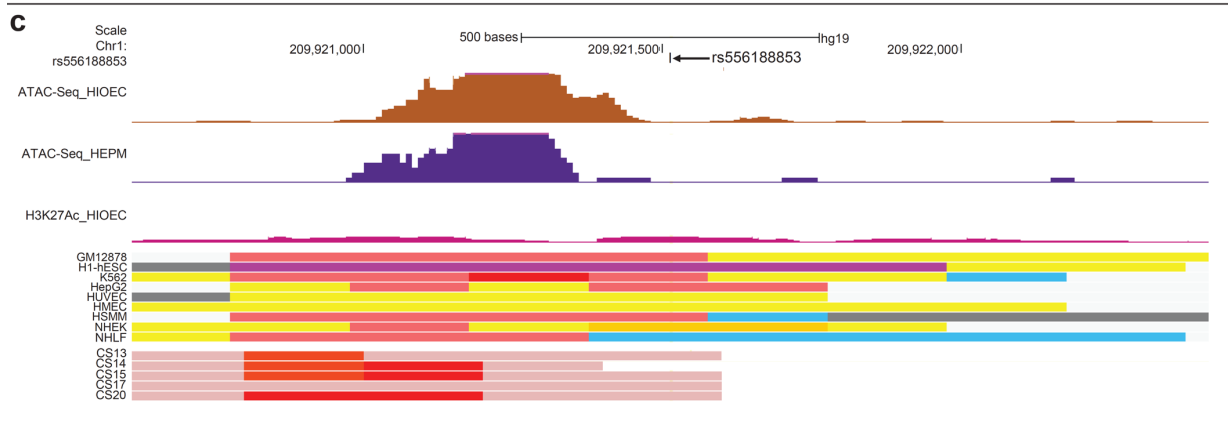 c
Scale
500 bases hg19
Chr1:
209,921,000 209,921,500 209,922,000
rs556188853
rs556188853
ATAC-Seq_HIOEC
ATAC-Seq_HEPM
H3K27Ac_HIOEC
GM12878
H1-hESC
K562
HepG2
HUVEC
HMEC
HSMM
NHEK
NHLF
CS13
CS14
CS15
CS17
CS20